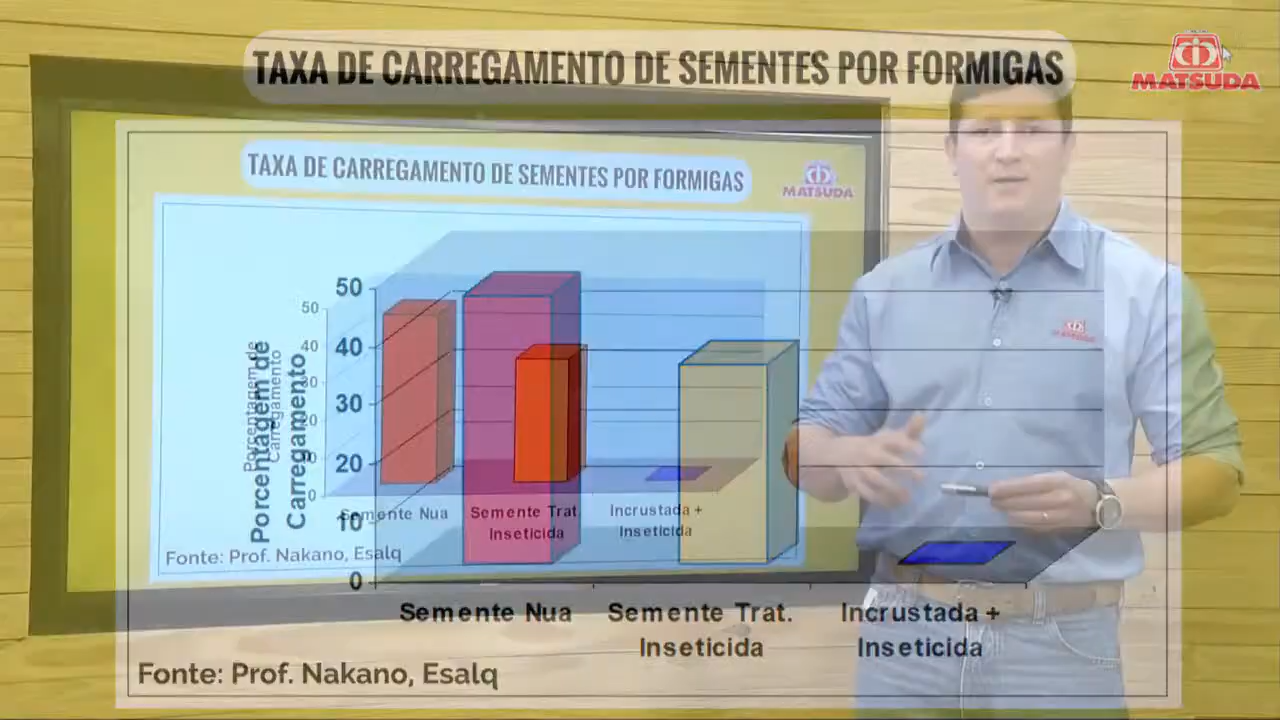 TAXA DE CARREGAMENTO DE SEMENTES POR FORMIGAS
MATSUDA
TAXA DE CARREGAMENTO DE SEMENTES POR FORMIGAS
MATSUDA
50
40
30
20
10
0
Porcentagem de
Carregamento
Semente Nua
Semente Trat.
Inseticida
Incrustada +
Inseticida
Fonte: Prof. Nakano, Esalq
50
40
30
20
0
Porcentagem de
Carregamento
Semente Nua
Semente Trat
Inseticida
Incrustada +
Inseticida
Fonte: Prof. Nakano, Esalq